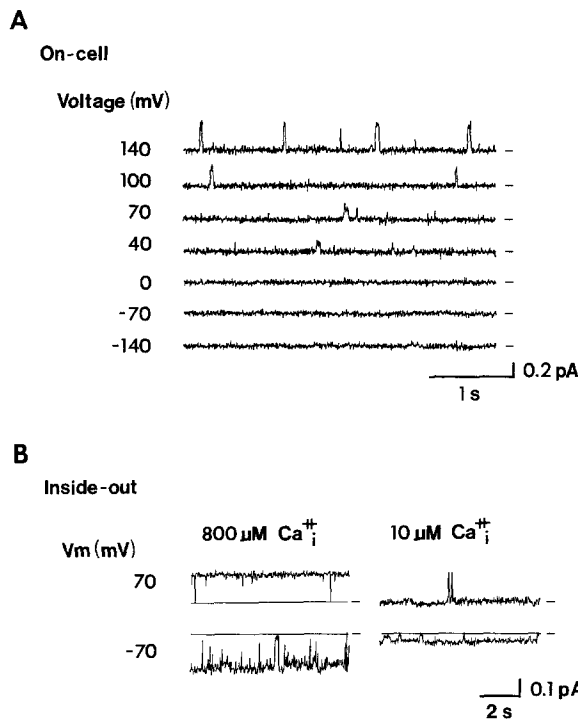 A
On-cell
Voltage (mV)
140
100
70
40
0
-70
-140
0.2 pA
1 s
B
Inside-out
Vm (mV)
800 µM Ca++i
10 µM Ca++i
70
-70
0.1 pA
2 s